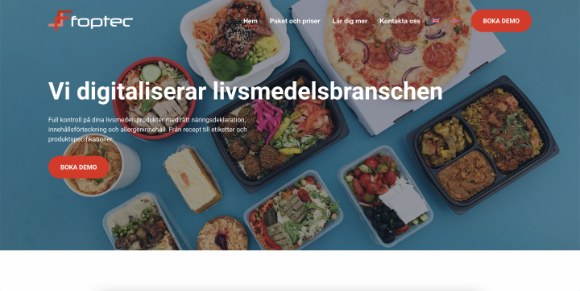 foptec
Hem Paket och priser Lär dig mer Kontakta oss BOKA DEMO
Vi digitaliserar livsmedelsbranschen
Full kontroll på dina livsmedelsprodukter med rätt näringsdeklaration,
innehållsförteckning och allergeninnehåll. Från recept till etiketter och
produktspecifikationer.
BOKA DEMO